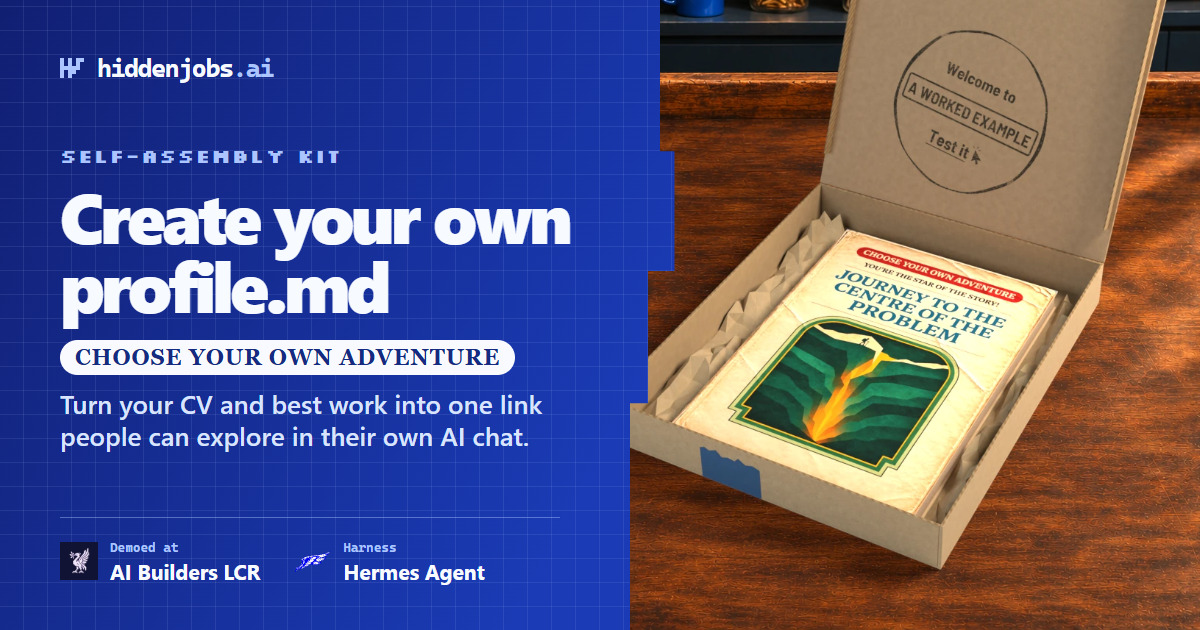 hiddenjobs.ai
SELF-ASSEMBLY KIT
Create your own
profile.md
CHOOSE YOUR OWN ADVENTURE
Turn your CV and best work into one link
people can explore in their own AI chat.
Demoed at
AI Builders LCR
Harness
Hermes Agent
Welcome to
A WORKED EXAMPLE
Test it
CHOOSE YOUR OWN ADVENTURE
YOU'RE THE STAR OF THE STORY!
JOURNEY TO THE
CENTRE OF THE
PROBLEM